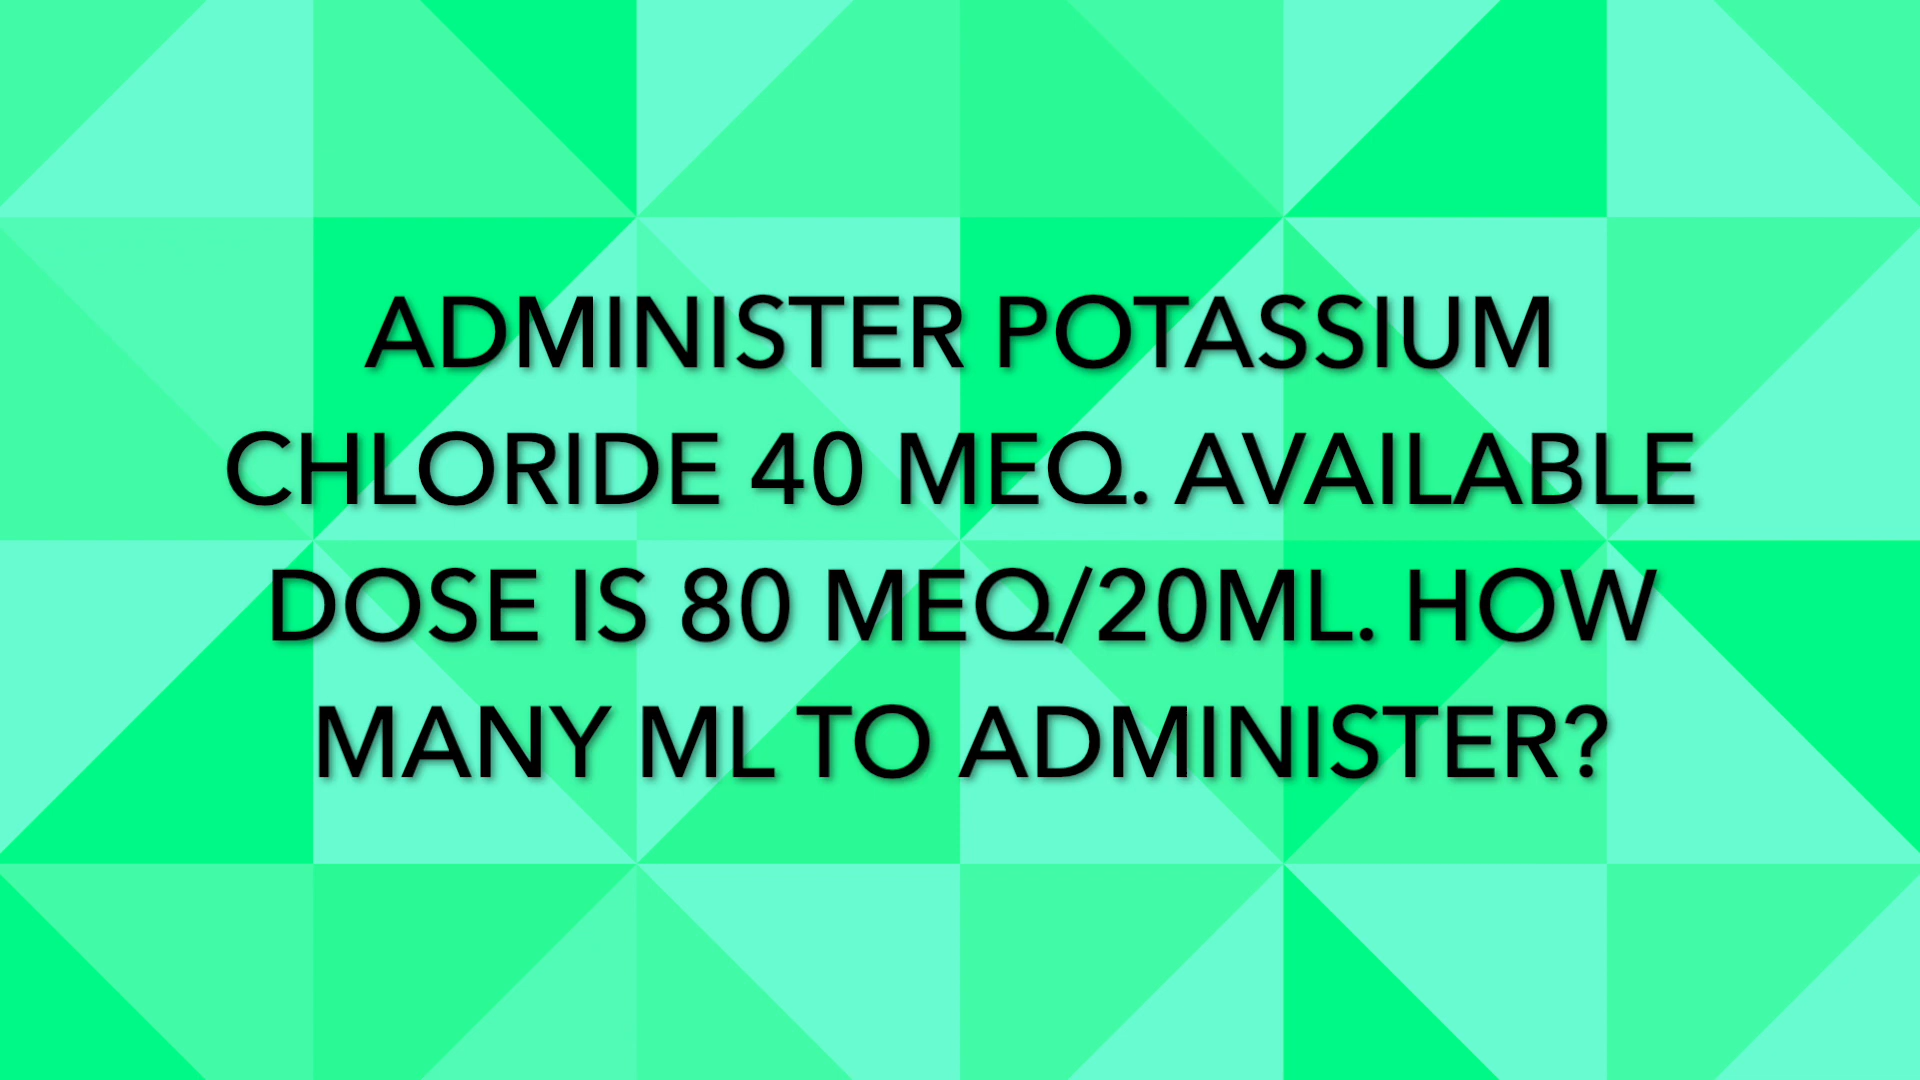 ADMINISTER POTASSIUM
CHLORIDE 40 MEQ. AVAILABLE
DOSE IS 80 MEQ/20ML. HOW
MANY ML TO ADMINISTER?